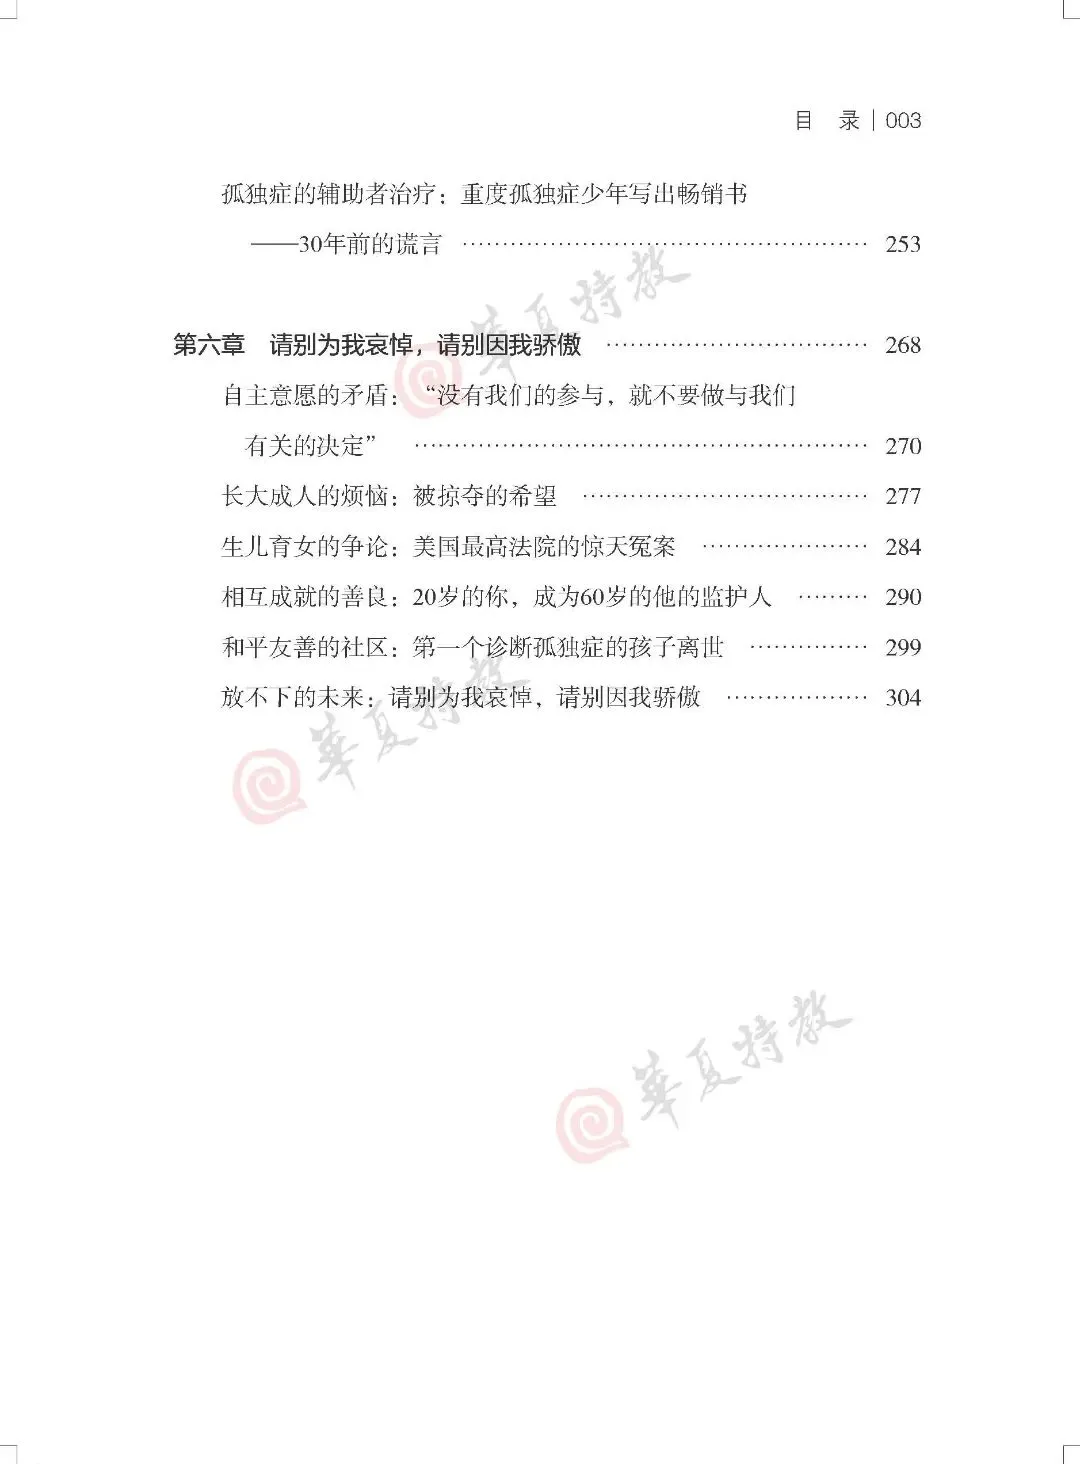 目 录 | 003
孤独症的辅助者治疗：重度孤独症少年写出畅销书
——30年前的谎言 ………………………………………… 253
第六章 请别为我哀悼，请别因我骄傲 ………………………… 268
自主意愿的矛盾：“没有我们的参与，就不要做与我们
有关的决定” ……………………………………………… 270
长大成人的烦恼：被掠夺的希望 ……………………………… 277
生儿育女的争论：美国最高法院的惊天冤案 ………………… 284
相互成就的善良：20岁的你，成为60岁的他的监护人 ……… 290
和平友善的社区：第一个诊断孤独症的孩子离世 …………… 299
放不下的未来：请别为我哀悼，请别因我骄傲 ……………… 304
華夏特教
華夏特教
華夏特教